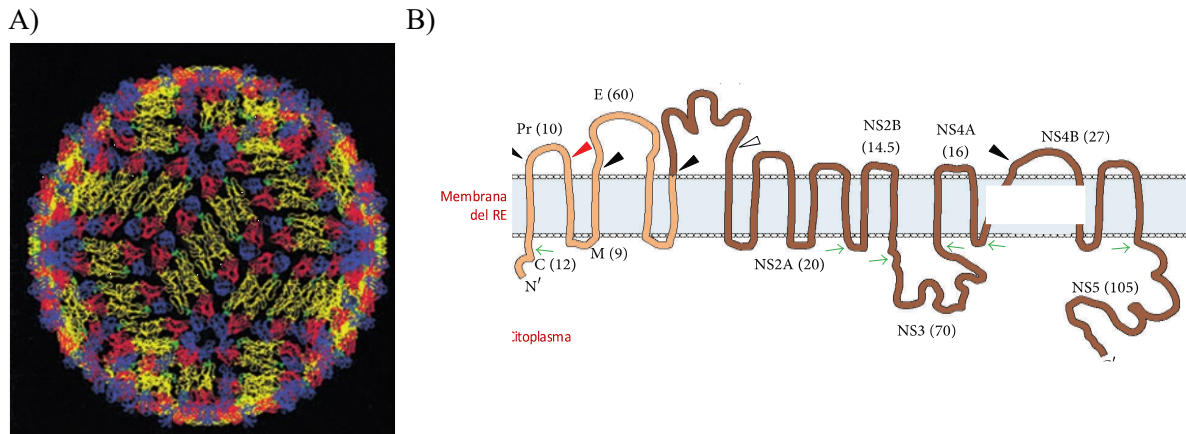 A)
B)
E (60)
Pr (10)
NS2B
(14.5)
NS4A
(16)
NS4B (27)
Membrana
del RE
C (12)
M (9)
NS2A (20)
N′
NS5 (105)
NS3 (70)